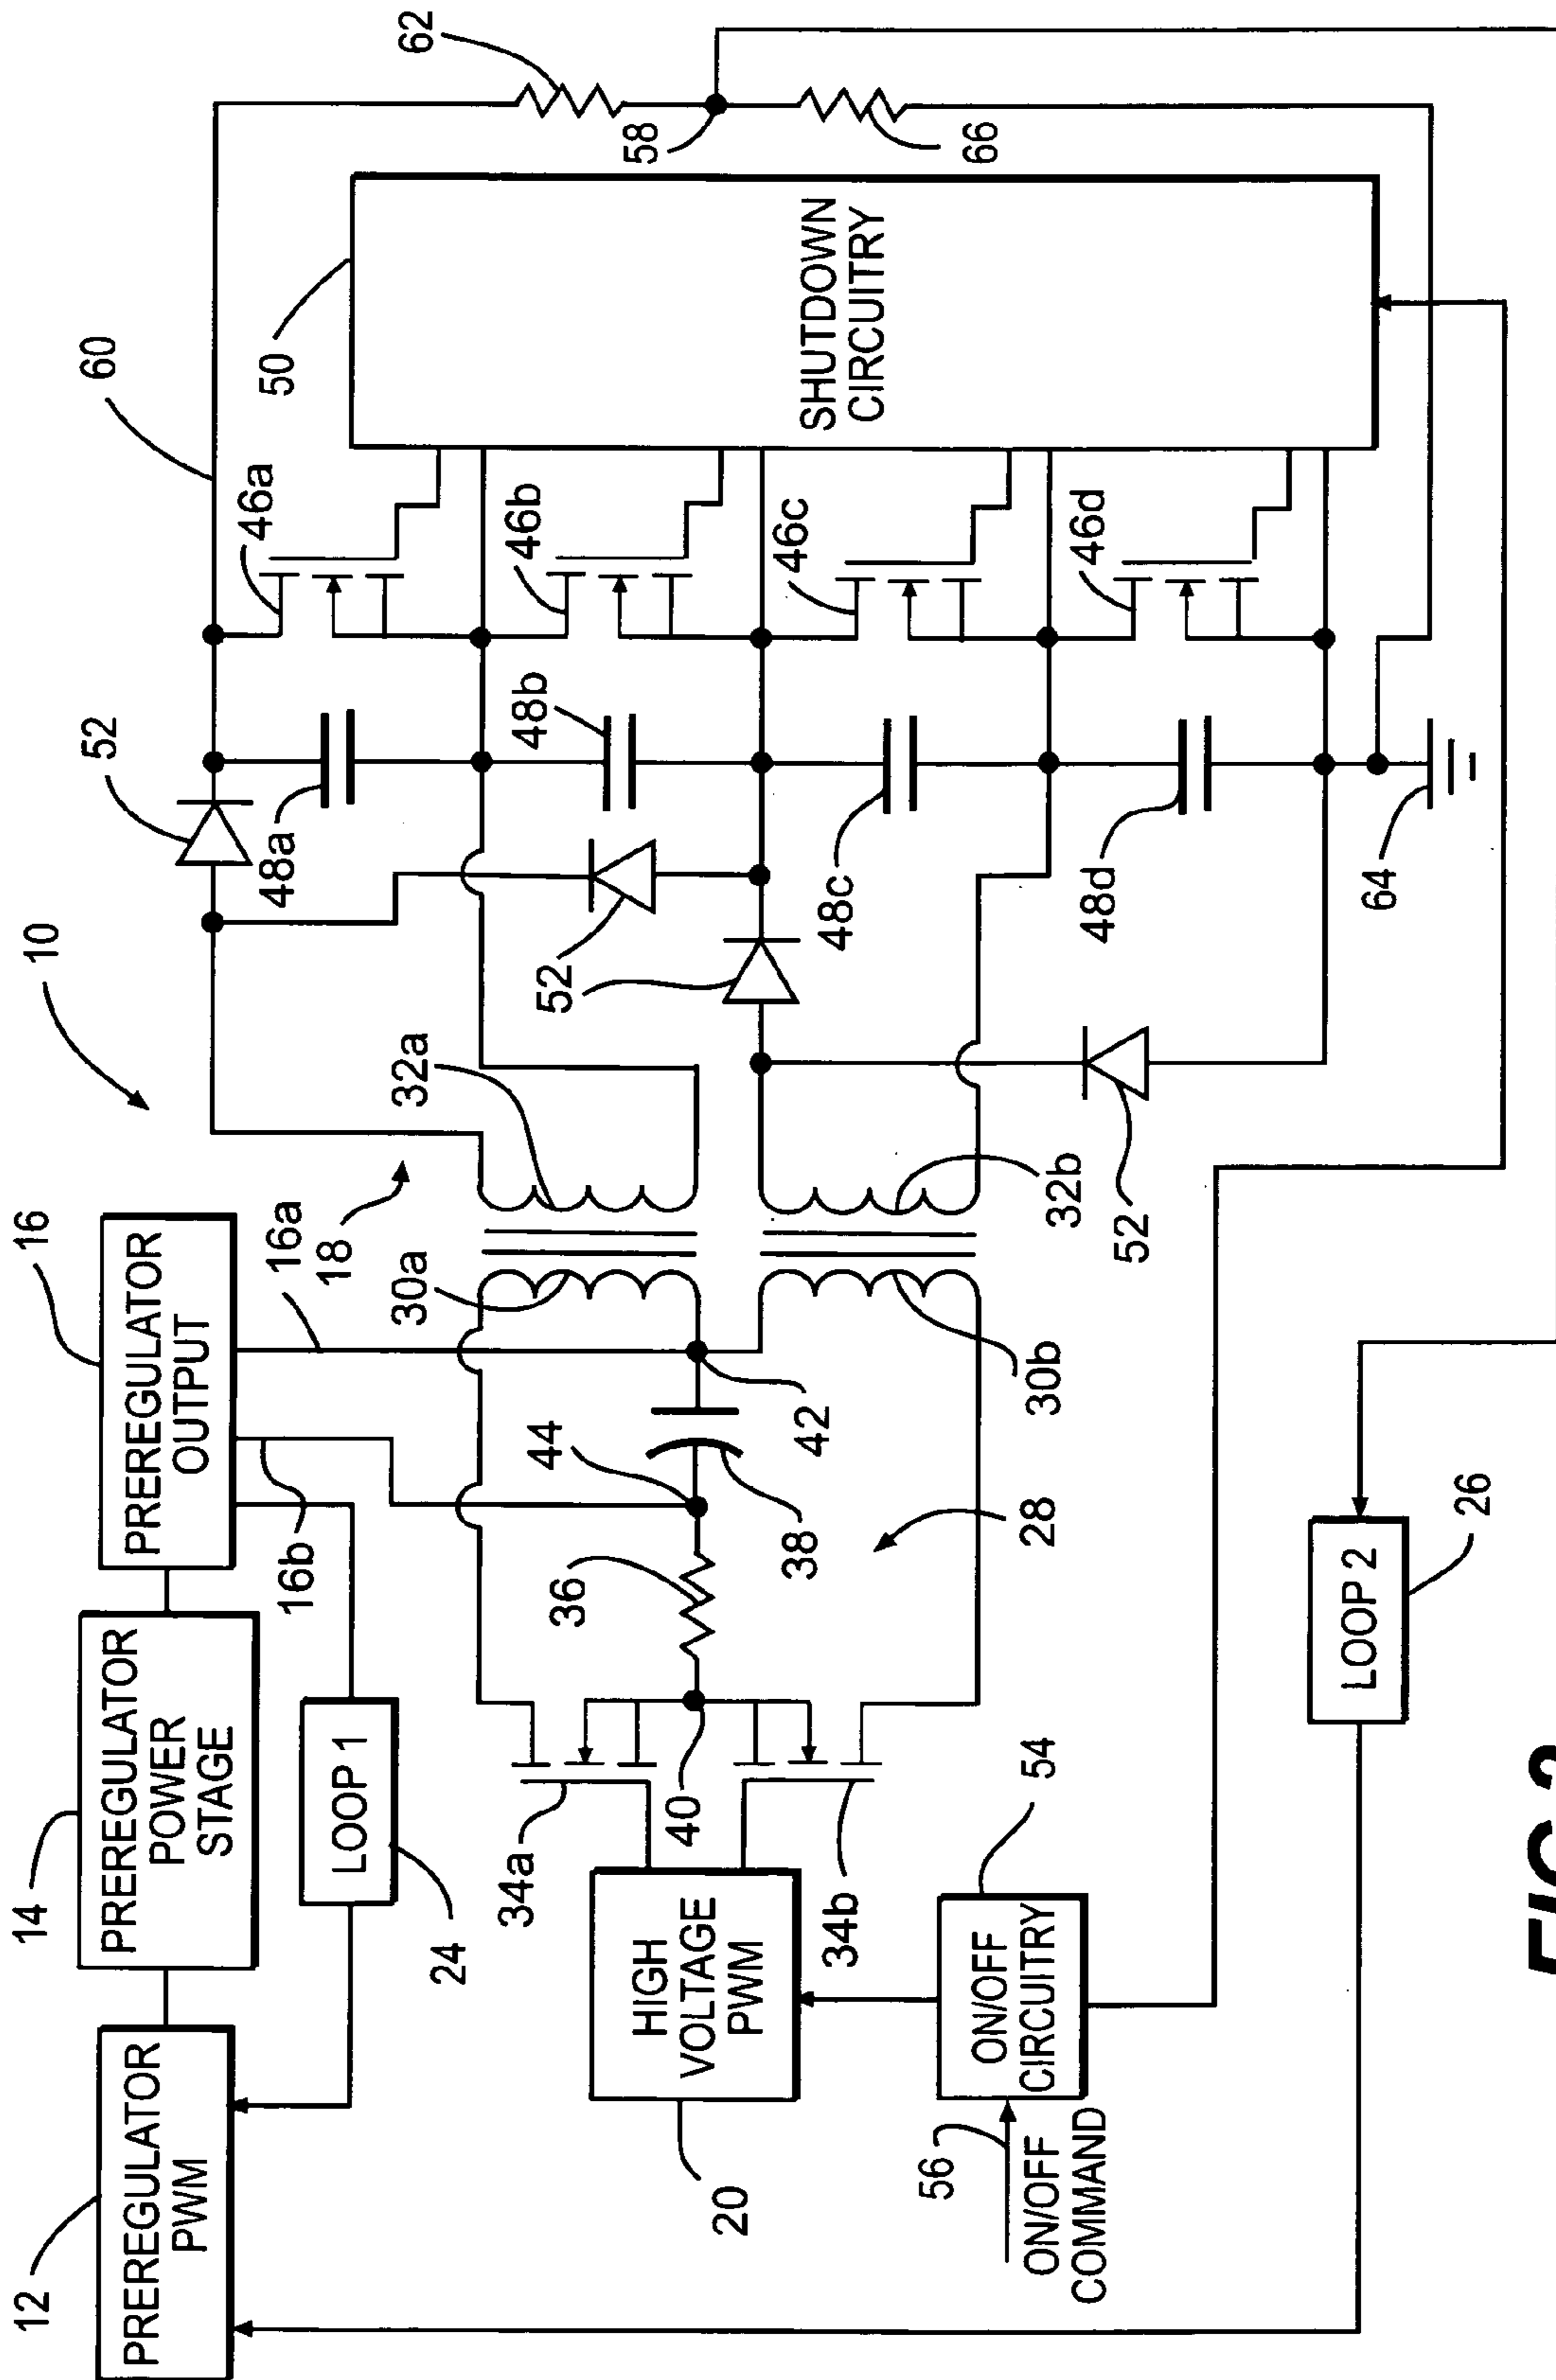 12
PREREGULATOR
PWM
14
PREREGULATOR
POWER
STAGE
16
PREREGULATOR
OUTPUT
16a
16b
LOOP 1
24
10
18
HIGH
VOLTAGE
PWM
20
34a
34b
40
36
44
38
42
28
30a
30b
32a
32b
ON/OFF
CIRCUITRY
54
56
ON/OFF
COMMAND
52
52
52
48a
48b
48c
48d
46a
46b
46c
46d
60
50
SHUTDOWN
CIRCUITRY
62
58
66
64
LOOP 2
26